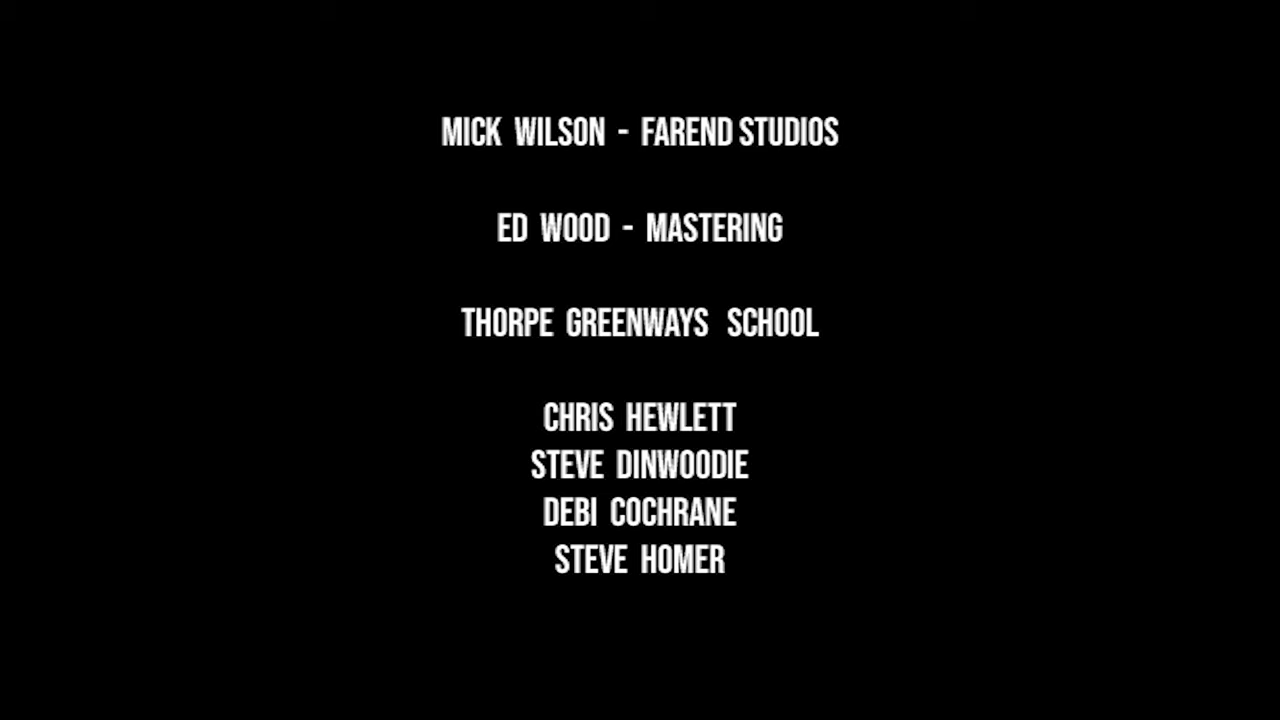 MICK WILSON - FAREND STUDIOS
ED WOOD - MASTERING
THORPE GREENWAYS SCHOOL
CHRIS HEWLETT
STEVE DINWOODIE
DEBI COCHRANE
STEVE HOMER